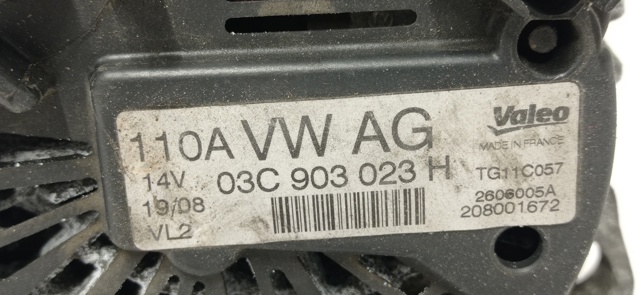 110A VW AG
Valeo
MADE IN FRANCE
14V 03C 903 023 H TG11C057
19/08 2606005A
VL2 208001672